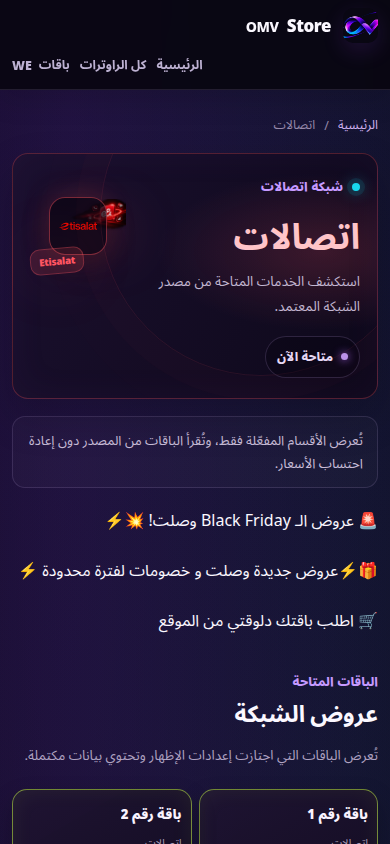 OMV Store
الرئيسية كل الراوترات باقات WE
الرئيسية / اتصالات
شبكة اتصالات
اتصالات
etisalat
Etisalat
استكشف الخدمات المتاحة من مصدر
الشبكة المعتمد.
متاحة الآن
تُعرض الأقسام المفعّلة فقط، وتُقرأ الباقات من المصدر دون إعادة
احتساب الأسعار.
🚨 عروض الـ Black Friday وصلت! 💥⚡
🎁⚡عروض جديدة وصلت و خصومات لفترة محدودة ⚡
🛒 اطلب باقتك دلوقتي من الموقع
الباقات المتاحة
عروض الشبكة
تُعرض الباقات التي اجتازت إعدادات الإظهار وتحتوي بيانات مكتملة.
باقة رقم 1
باقة رقم 2